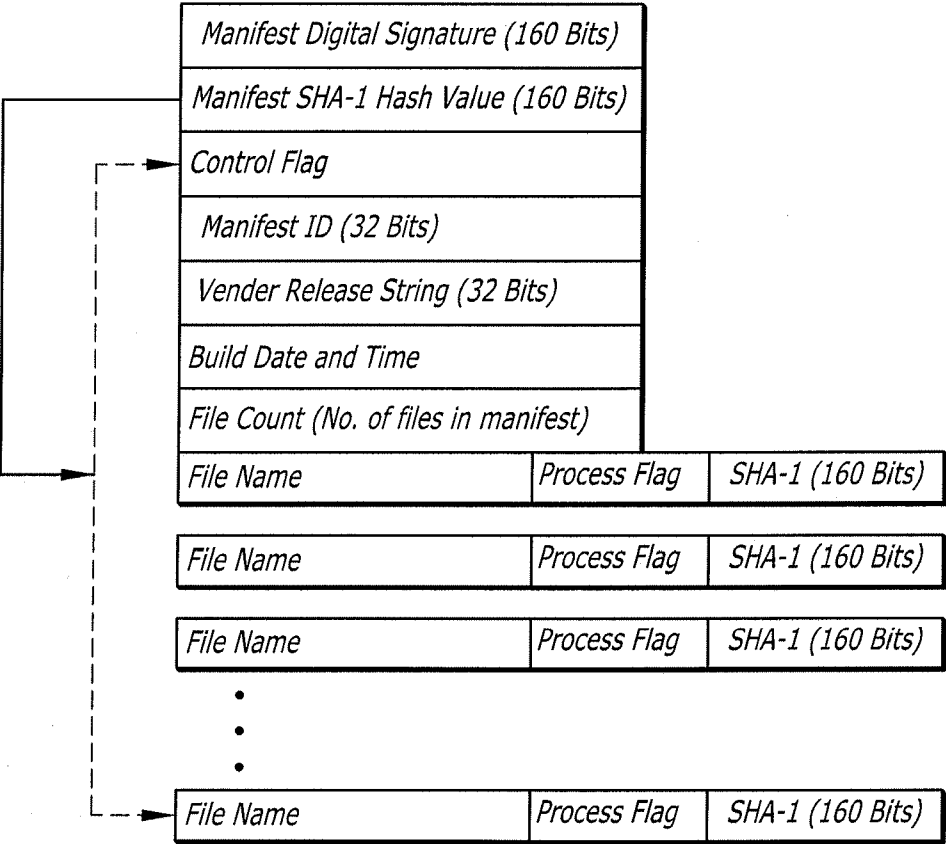 Manifest Digital Signature (160 Bits)
Manifest SHA-1 Hash Value (160 Bits)
Control Flag
Manifest ID (32 Bits)
Vender Release String (32 Bits)
Build Date and Time
File Count (No. of files in manifest)
File Name Process Flag SHA-1 (160 Bits)
File Name Process Flag SHA-1 (160 Bits)
File Name Process Flag SHA-1 (160 Bits)
File Name Process Flag SHA-1 (160 Bits)